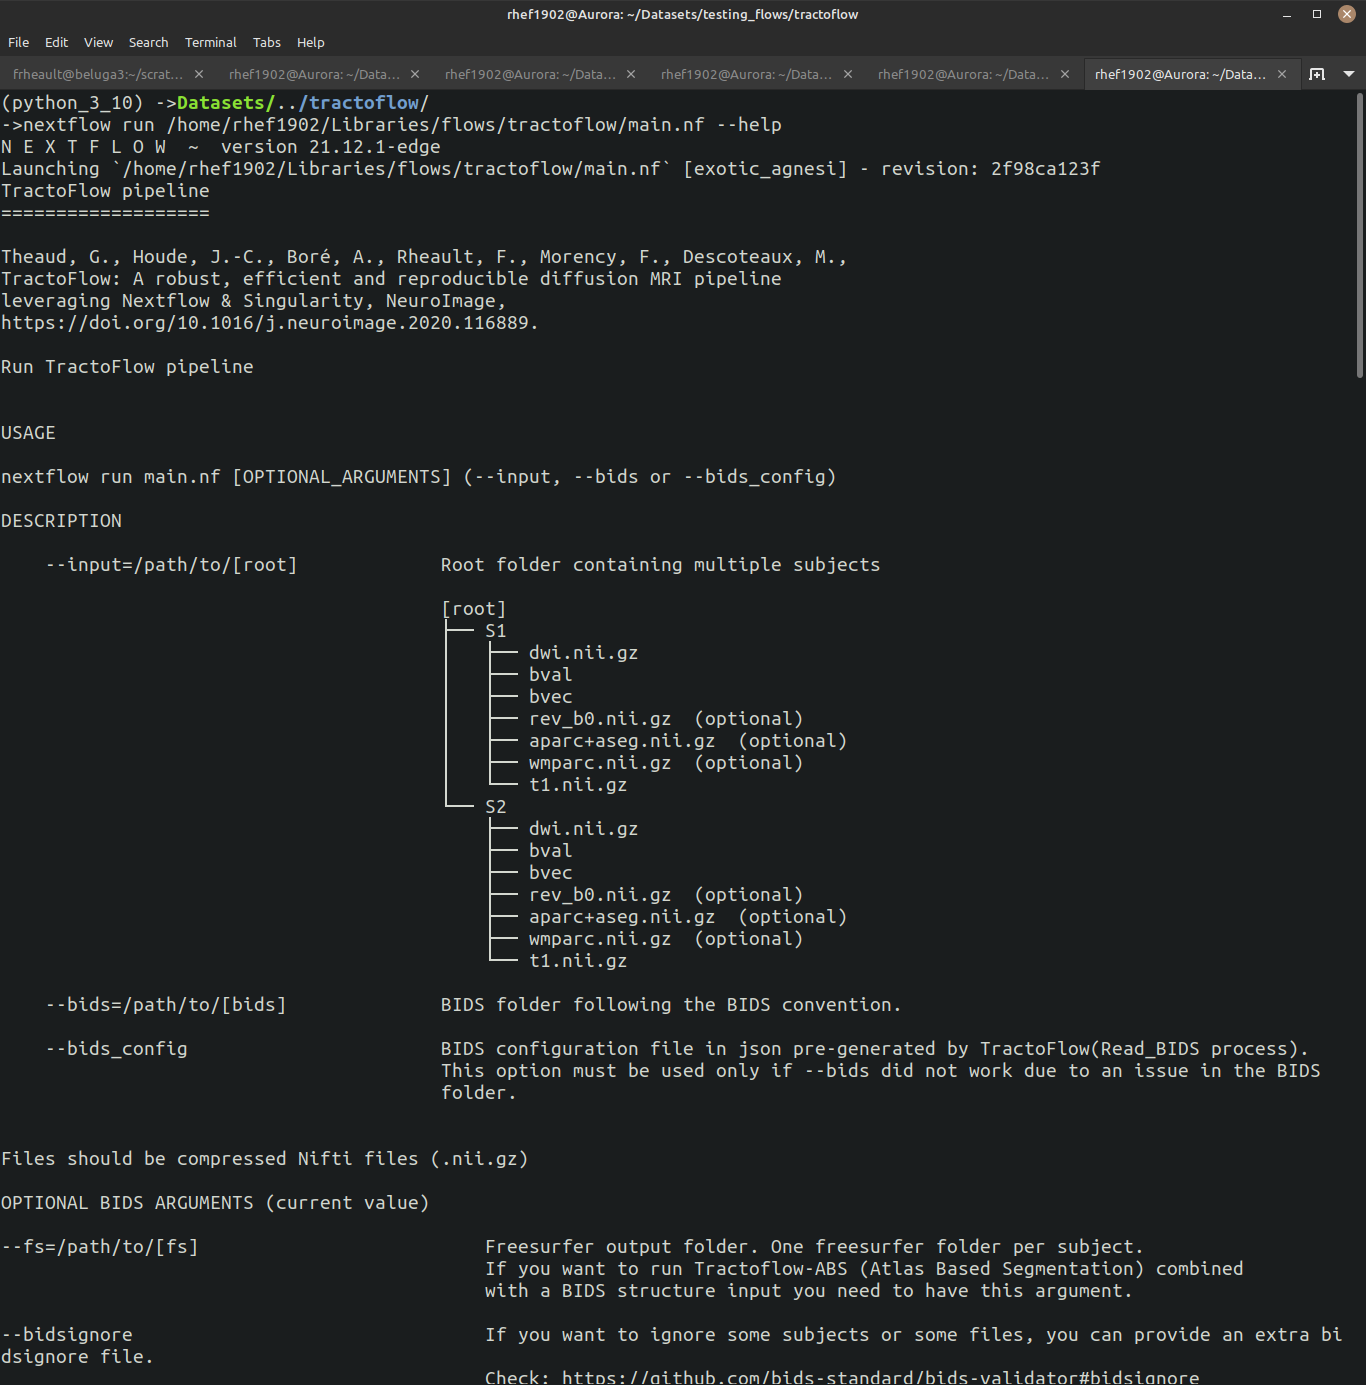 rhef1902@Aurora: ~/Datasets/testing_flows/tractoflow
File Edit View Search Terminal Tabs Help
frheault@beluga3:~/scrat... rhef1902@Aurora: ~/Data... rhef1902@Aurora: ~/Data... rhef1902@Aurora: ~/Data... rhef1902@Aurora: ~/Data... rhef1902@Aurora: ~/Data...
(python_3_10) ->Datasets/../tractoflow/
->nextflow run /home/rhef1902/Libraries/flows/tractoflow/main.nf --help
N E X T F L O W  ~  version 21.12.1-edge
Launching `/home/rhef1902/Libraries/flows/tractoflow/main.nf` [exotic_agnesi] - revision: 2f98ca123f
TractoFlow pipeline
===================
Theaud, G., Houde, J.-C., Boré, A., Rheault, F., Morency, F., Descoteaux, M.,
TractoFlow: A robust, efficient and reproducible diffusion MRI pipeline
leveraging Nextflow & Singularity, NeuroImage,
https://doi.org/10.1016/j.neuroimage.2020.116889.
Run TractoFlow pipeline
USAGE
nextflow run main.nf [OPTIONAL_ARGUMENTS] (--input, --bids or --bids_config)
DESCRIPTION
--input=/path/to/[root] Root folder containing multiple subjects
[root]
├── S1
│   ├── dwi.nii.gz
│   ├── bval
│   ├── bvec
│   ├── rev_b0.nii.gz  (optional)
│   ├── aparc+aseg.nii.gz  (optional)
│   ├── wmparc.nii.gz  (optional)
│   └── t1.nii.gz
└── S2
    ├── dwi.nii.gz
    ├── bval
    ├── bvec
    ├── rev_b0.nii.gz  (optional)
    ├── aparc+aseg.nii.gz  (optional)
    ├── wmparc.nii.gz  (optional)
    └── t1.nii.gz
--bids=/path/to/[bids] BIDS folder following the BIDS convention.
--bids_config BIDS configuration file in json pre-generated by TractoFlow(Read_BIDS process).
This option must be used only if --bids did not work due to an issue in the BIDS
folder.
Files should be compressed Nifti files (.nii.gz)
OPTIONAL BIDS ARGUMENTS (current value)
--fs=/path/to/[fs] Freesurfer output folder. One freesurfer folder per subject.
If you want to run Tractoflow-ABS (Atlas Based Segmentation) combined
with a BIDS structure input you need to have this argument.
--bidsignore If you want to ignore some subjects or some files, you can provide an extra bi
dsignore file.
Check: https://github.com/bids-standard/bids-validator#bidsignore